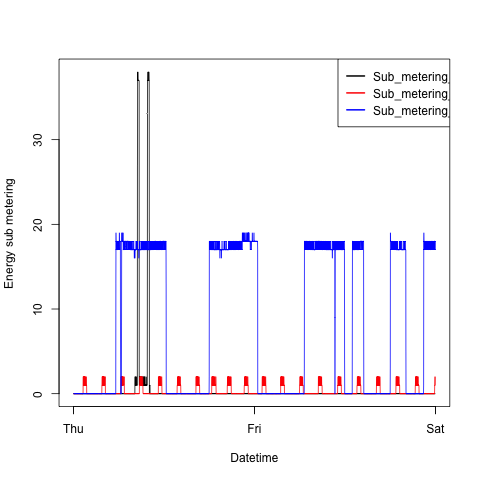 Sub_metering_
Sub_metering_
Sub_metering_
Energy sub metering
30
20
10
0
Thu Fri Sat
Datetime